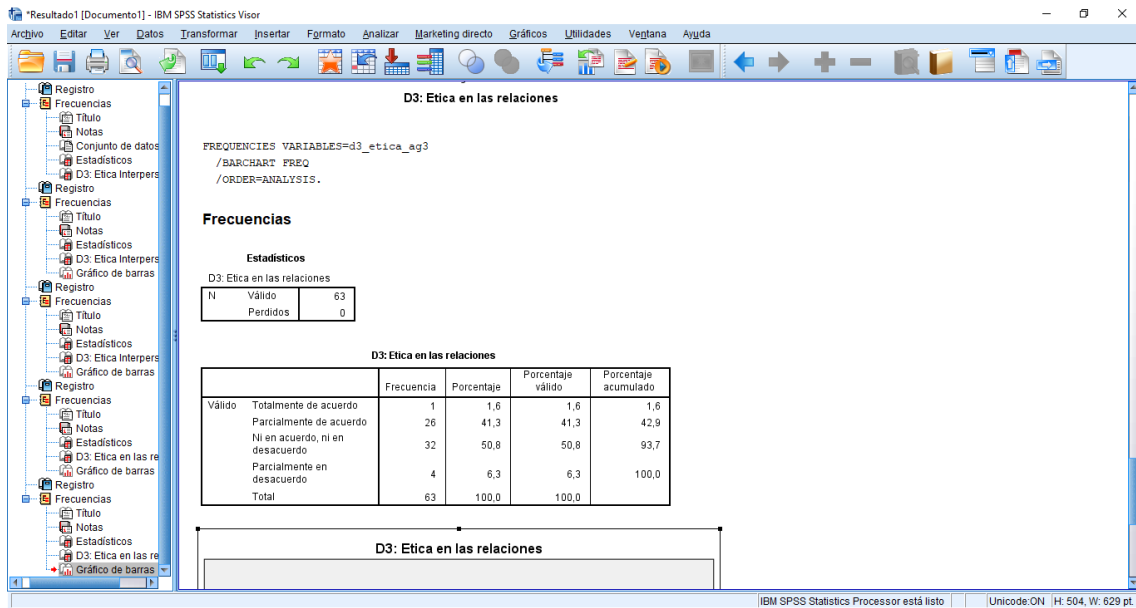 *Resultado1 [Documento1] - IBM SPSS Statistics Visor
Archivo Editar Ver Datos Transformar Insertar Formato Analizar Marketing directo Gráficos Utilidades Ventana Ayuda
Registro
Frecuencias
Título
Notas
Conjunto de datos
Estadísticos
D3: Etica Interpers
Registro
Frecuencias
Título
Notas
Estadísticos
D3: Etica Interpers
Gráfico de barras
Registro
Frecuencias
Título
Notas
Estadísticos
D3: Etica Interpers
Gráfico de barras
Registro
Frecuencias
Título
Notas
Estadísticos
D3: Etica en las re
Gráfico de barras
Registro
Frecuencias
Título
Notas
Estadísticos
D3: Etica en las re
Gráfico de barras
D3: Etica en las relaciones
FREQUENCIES VARIABLES=d3_etica_ag3
/BARCHART FREQ
/ORDER=ANALYSIS.
Frecuencias
Estadísticos
D3: Etica en las relaciones
N Válido 63
Perdidos 0
D3: Etica en las relaciones
Frecuencia Porcentaje Porcentaje válido Porcentaje acumulado
Válido Totalmente de acuerdo 1 1,6 1,6 1,6
Parcialmente de acuerdo 26 41,3 41,3 42,9
Ni en acuerdo, ni en desacuerdo 32 50,8 50,8 93,7
Parcialmente en desacuerdo 4 6,3 6,3 100,0
Total 63 100,0 100,0
D3: Etica en las relaciones
IBM SPSS Statistics Processor está listo Unicode:ON H: 504, W: 629 pt.